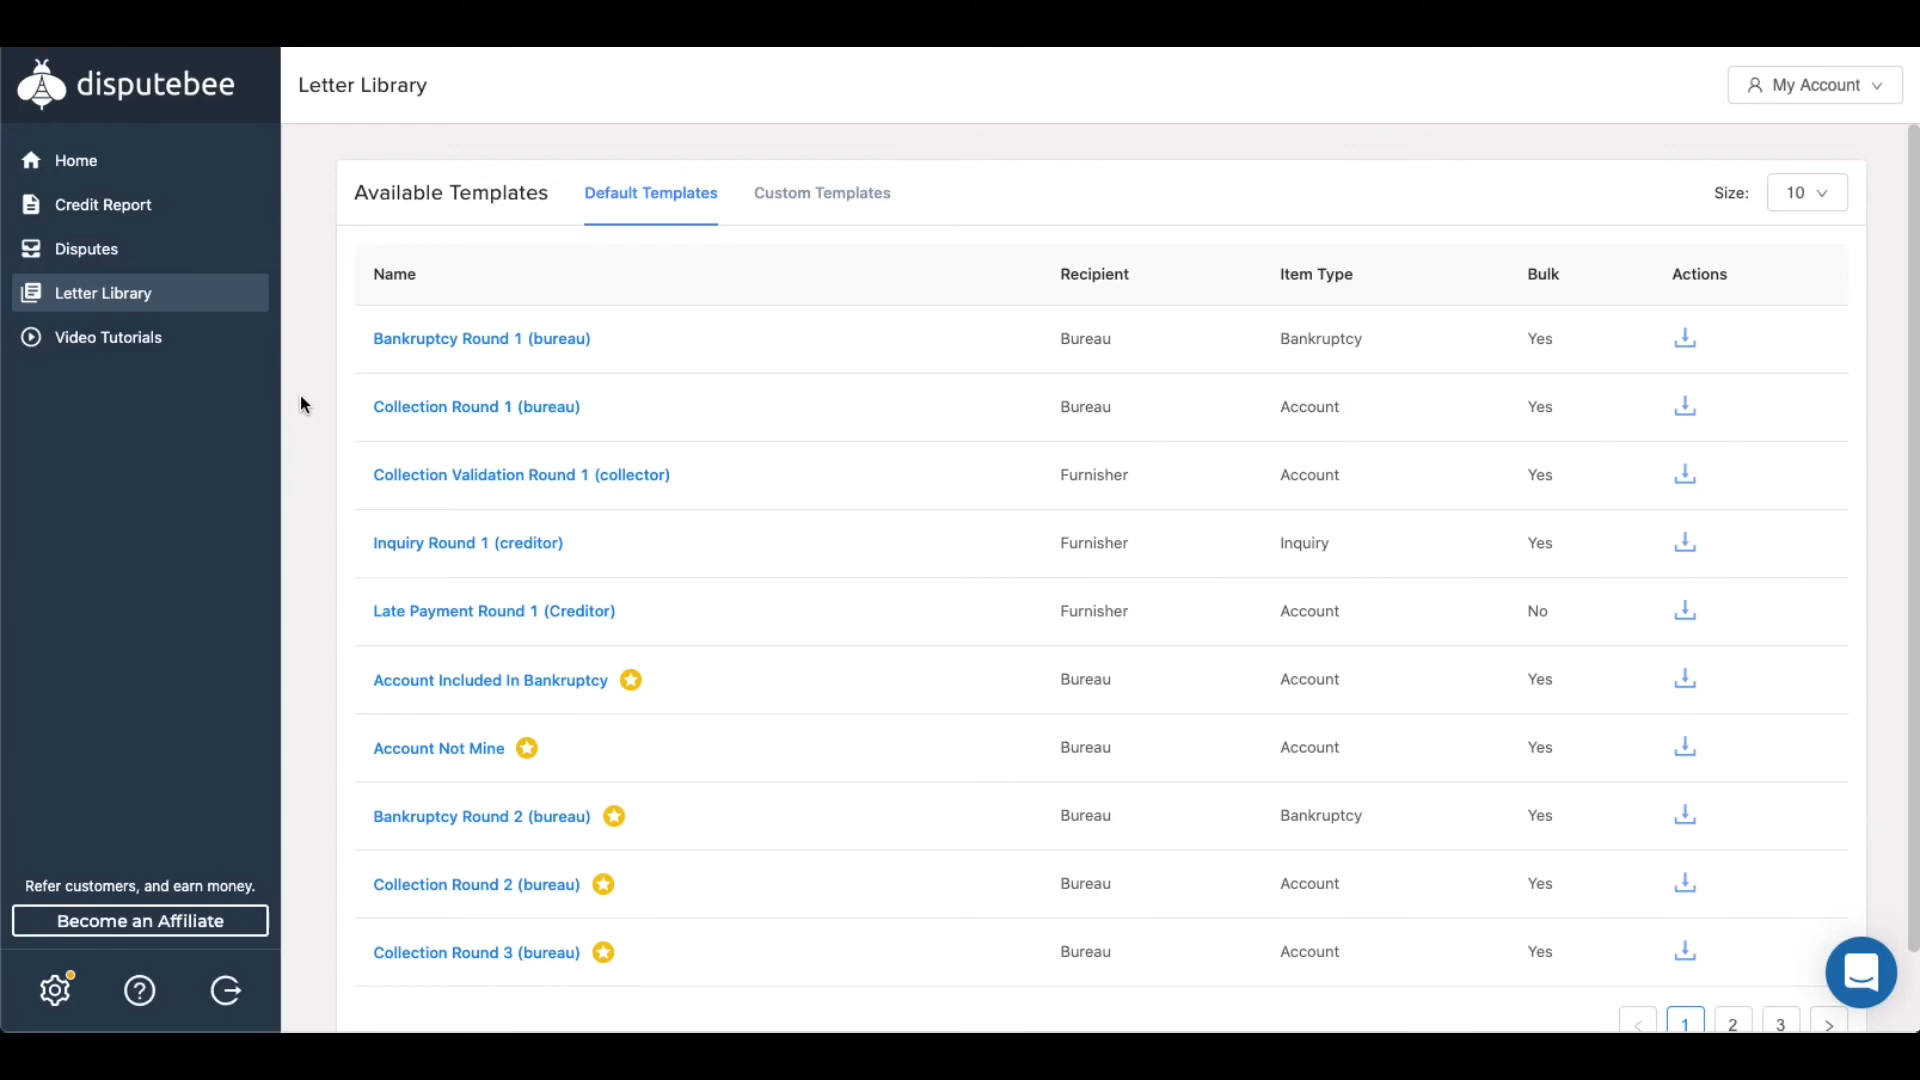 disputebee
Letter Library
My Account
Home
Credit Report
Disputes
Letter Library
Video Tutorials
Refer customers, and earn money.
Become an Affiliate
Available Templates Default Templates Custom Templates Size: 10
Name Recipient Item Type Bulk Actions
Bankruptcy Round 1 (bureau) Bureau Bankruptcy Yes
Collection Round 1 (bureau) Bureau Account Yes
Collection Validation Round 1 (collector) Furnisher Account Yes
Inquiry Round 1 (creditor) Furnisher Inquiry Yes
Late Payment Round 1 (Creditor) Furnisher Account No
Account Included In Bankruptcy Bureau Account Yes
Account Not Mine Bureau Account Yes
Bankruptcy Round 2 (bureau) Bureau Bankruptcy Yes
Collection Round 2 (bureau) Bureau Account Yes
Collection Round 3 (bureau) Bureau Account Yes
< 1 2 3 >